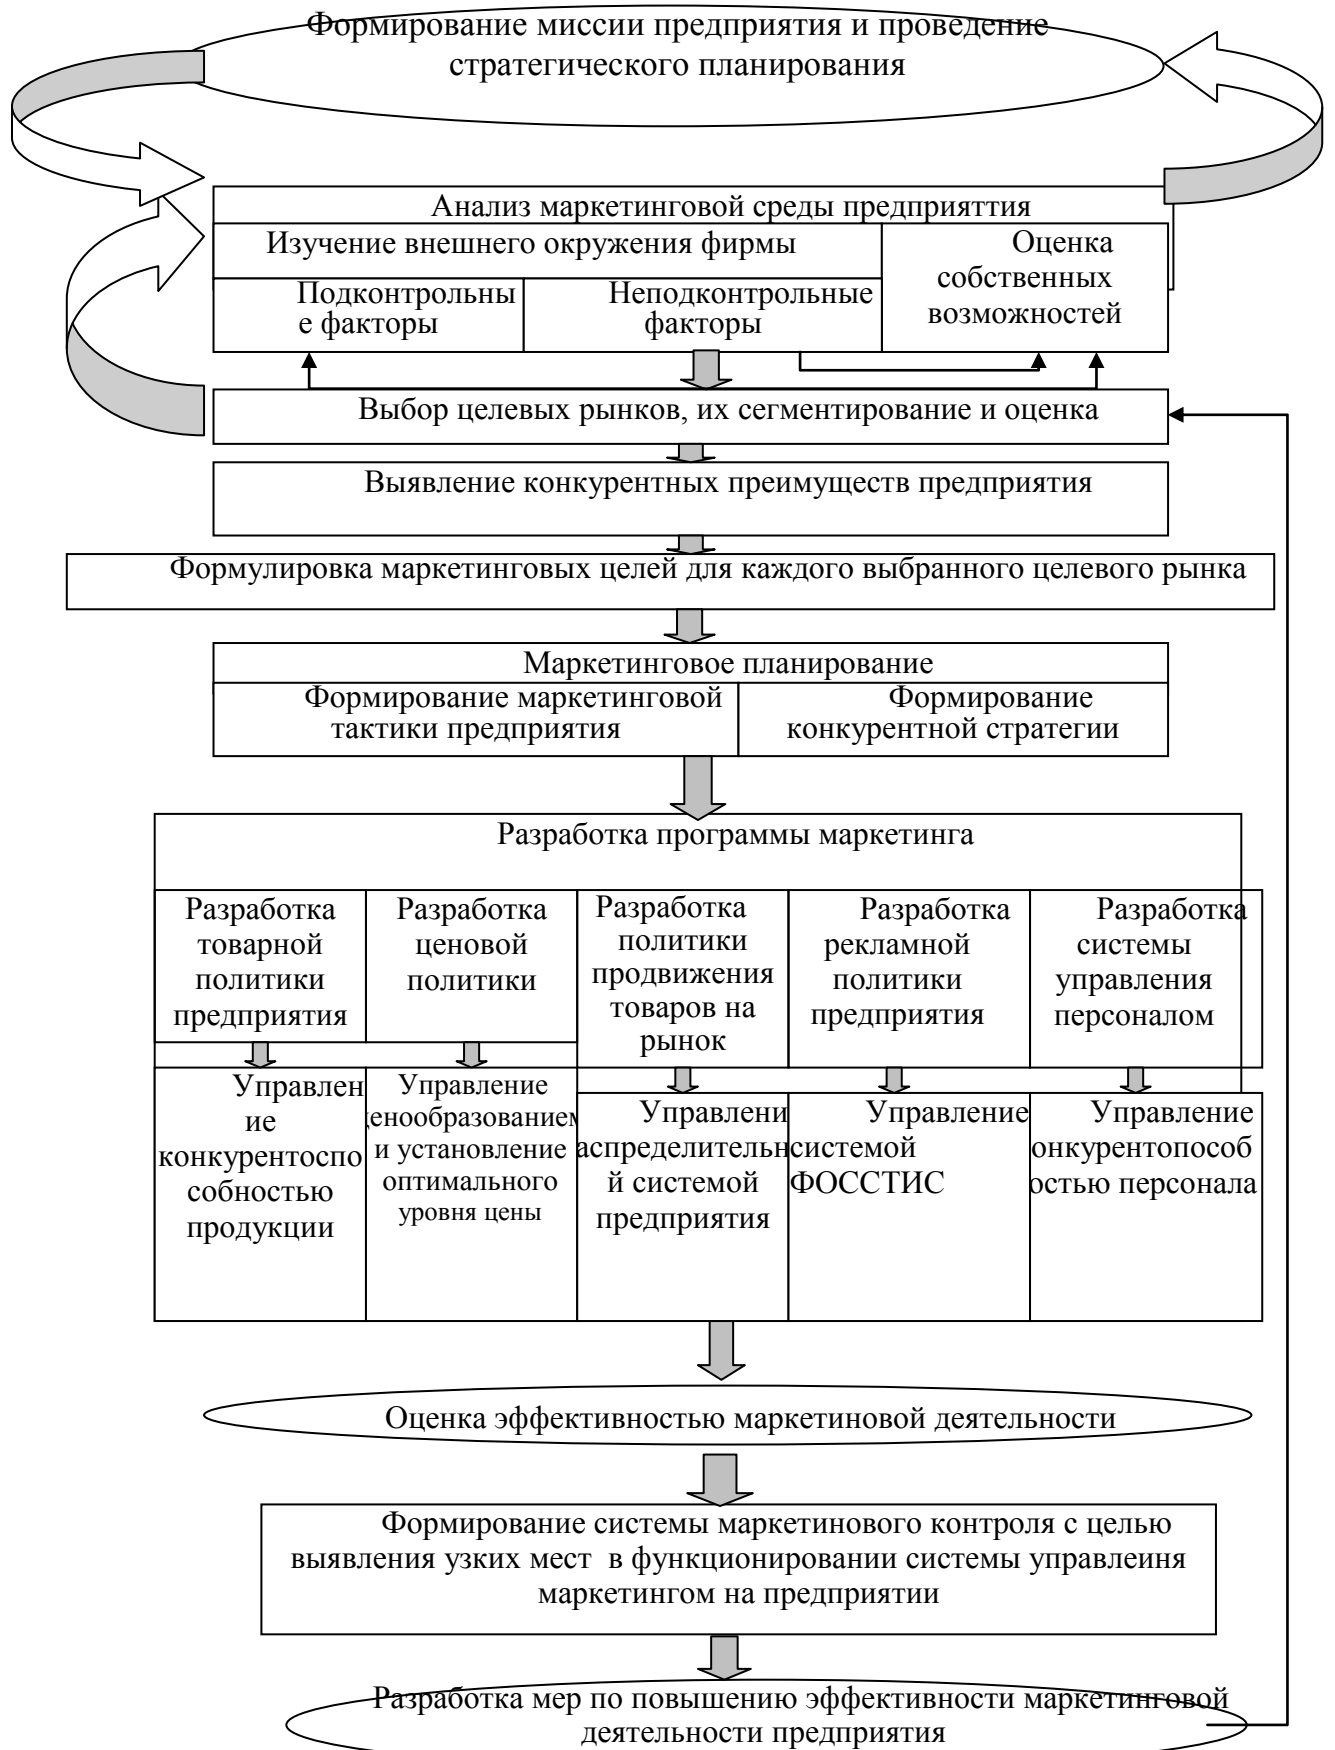 Формирование миссии предприятия и проведение
стратегического планирования
Анализ маркетинговой среды предприяттия
Изучение внешнего окружения фирмы
Оценка
собственных
возможностей
Подконтрольны
е факторы
Неподконтрольные
факторы
Выбор целевых рынков, их сегментирование и оценка
Выявление конкурентных преимуществ предприятия
Формулировка маркетинговых целей для каждого выбранного целевого рынка
Маркетинговое планирование
Формирование маркетинговой
тактики предприятия
Формирование
конкурентной стратегии
Разработка программы маркетинга
Разработка
товарной
политики
предприятия
Разработка
ценовой
политики
Разработка
политики
продвижения
товаров на
рынок
Разработка
рекламной
политики
предприятия
Разработка
системы
управления
персоналом
Управлен
ие
конкурентоспо
собностью
продукции
Управление
ценообразованием
и установление
оптимального
уровня цены
Управлени
аспределительн
й системой
предприятия
Управление
системой
ФОССТИС
Управление
онкурентопособ
остью персонала
Оценка эффективностью маркетиновой деятельности
Формирование системы маркетинового контроля с целью
выявления узких мест в функционировании системы управлеиня
маркетингом на предприятии
Разработка мер по повышению эффективности маркетинговой
деятельности предприятия